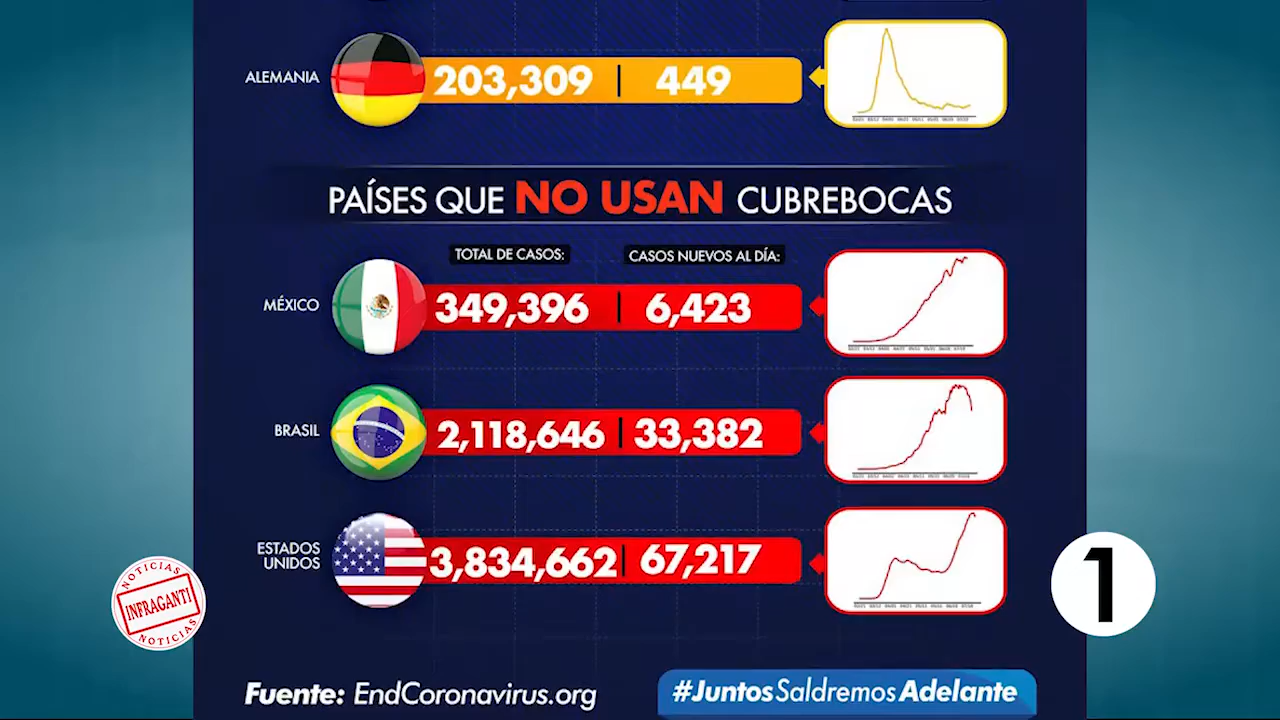 ALEMANIA
203,309 | 449
PAÍSES QUE NO USAN CUBREBOCAS
TOTAL DE CASOS: CASOS NUEVOS AL DÍA:
MÉXICO
349,396 | 6,423
BRASIL
2,118,646 | 33,382
ESTADOS
UNIDOS
3,834,662 | 67,217
NOTICIAS
INFRAGANTI
NOTICIAS
1
Fuente: EndCoronavirus.org
#JuntosSaldremosAdelante